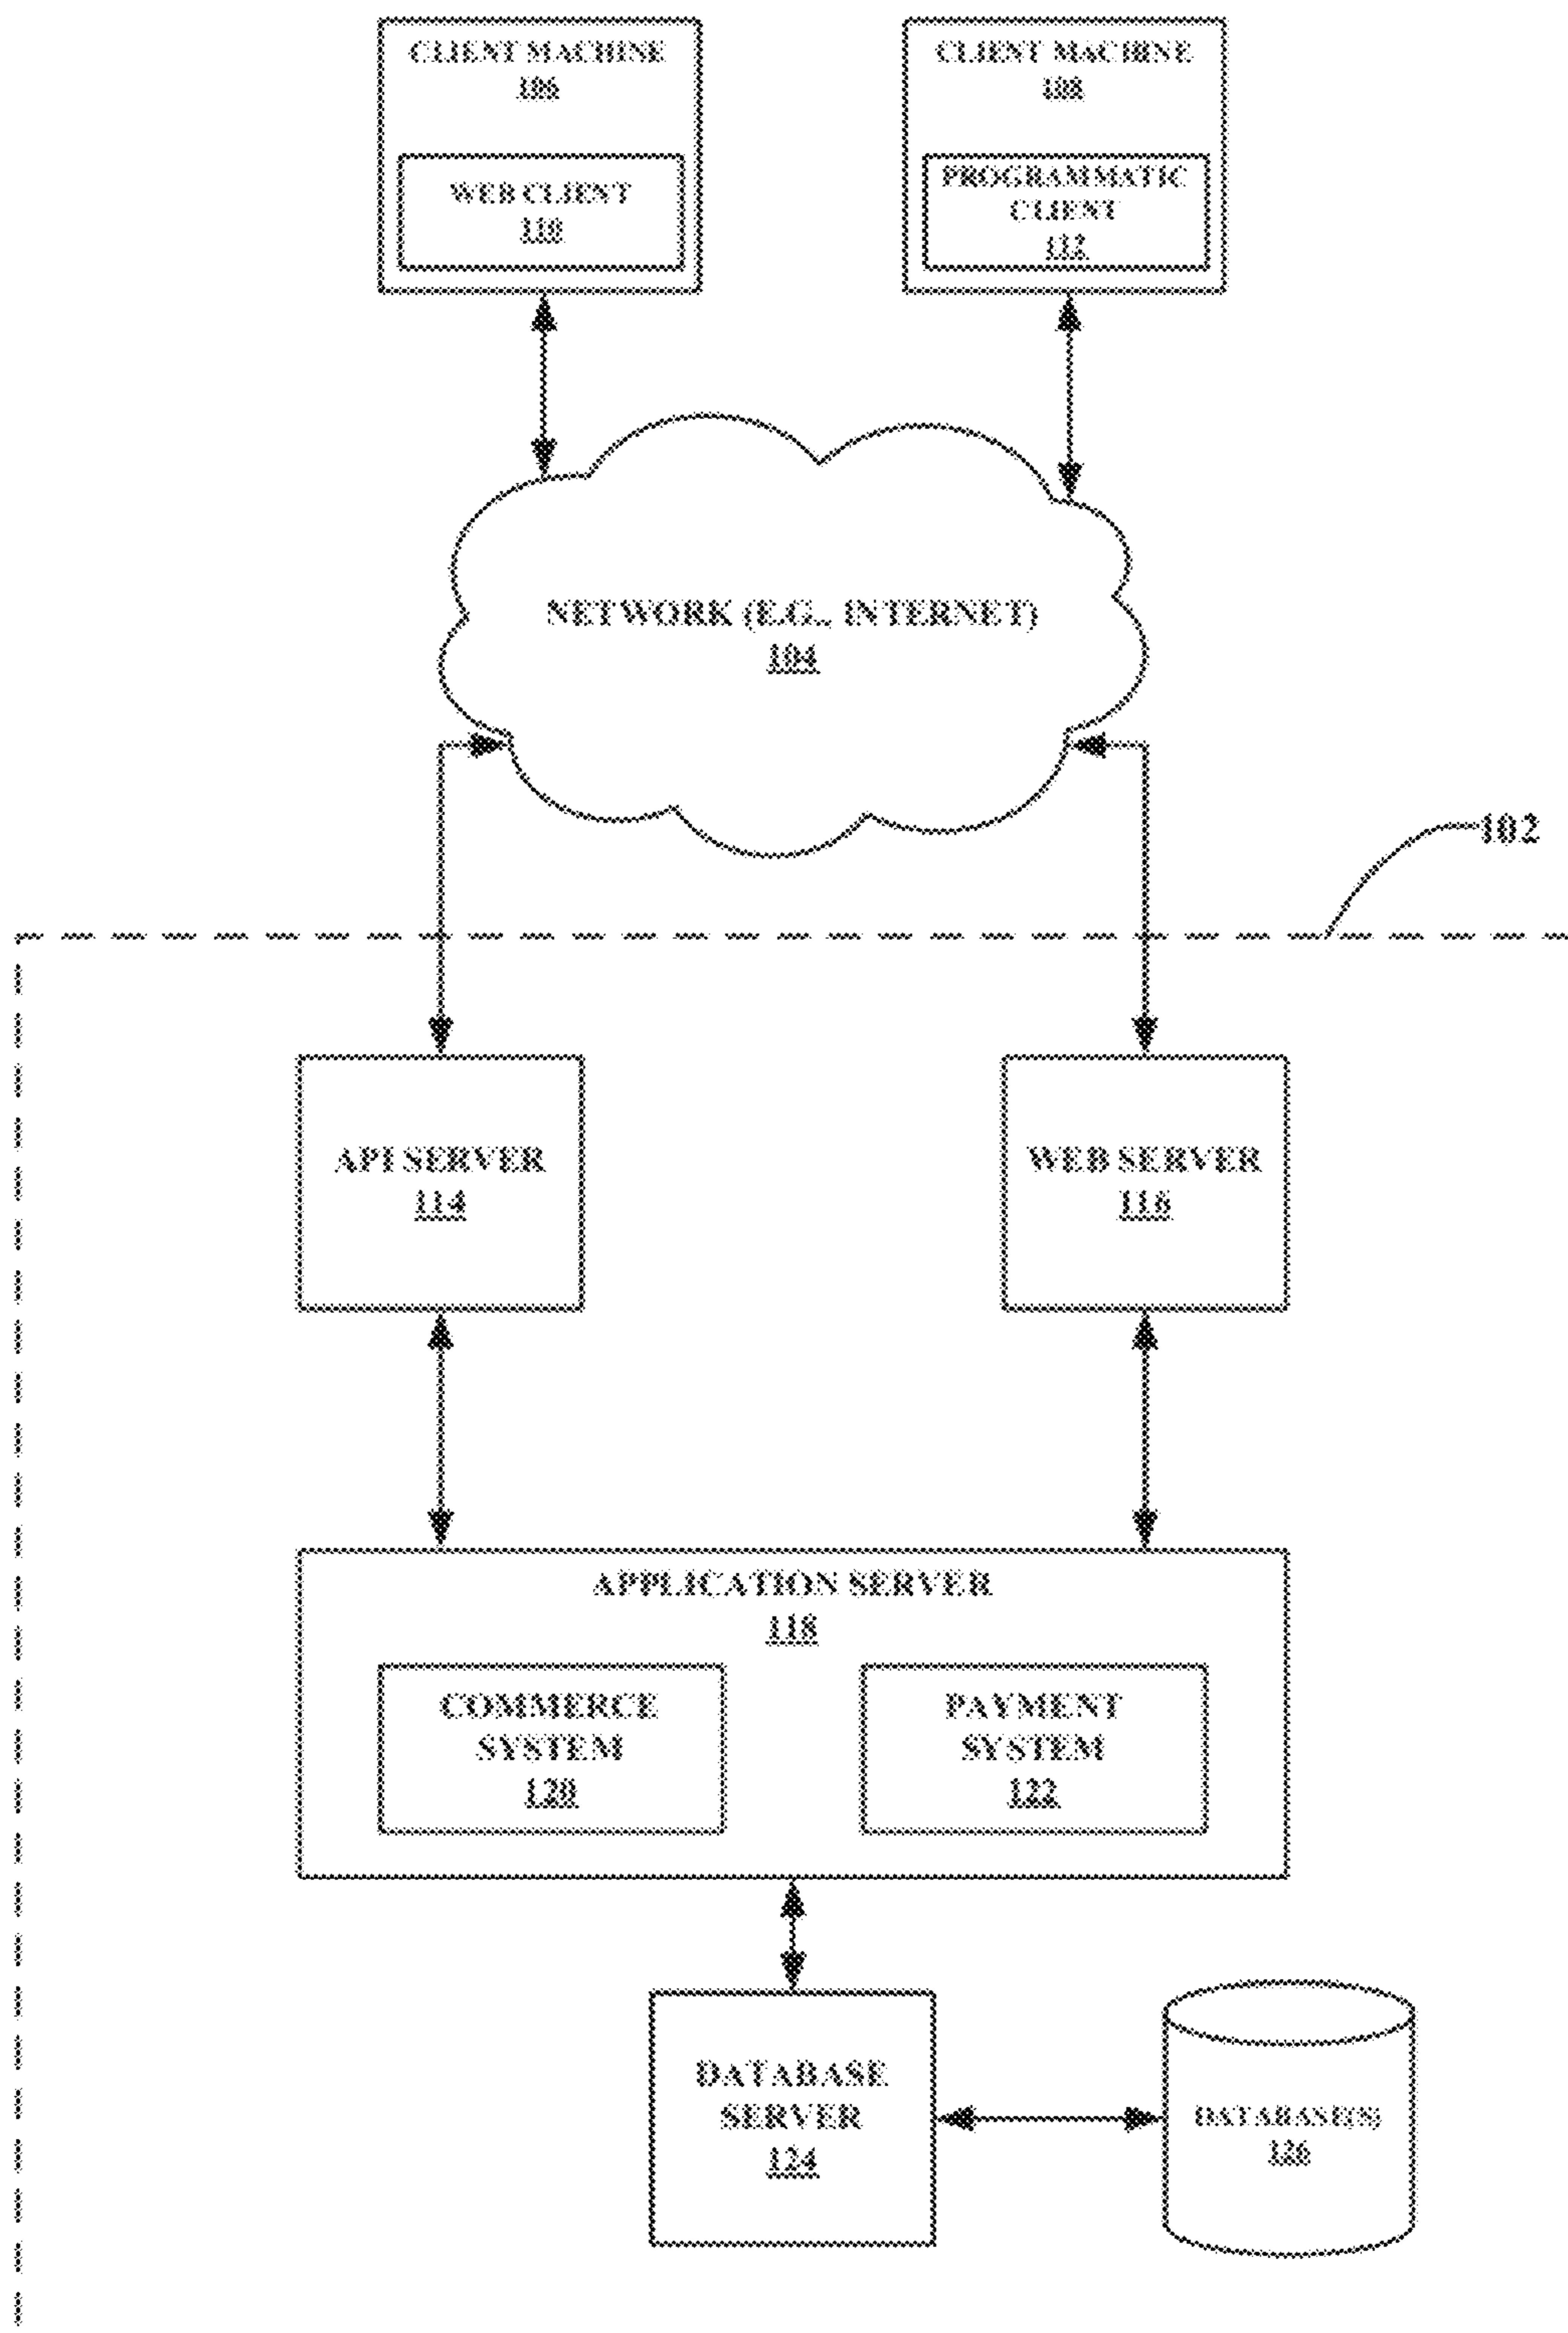 CLIENT MACHINE
106
WEB CLIENT
110
CLIENT MACHINE
108
PROGRAMMATIC
CLIENT
112
NETWORK (E.G., INTERNET)
104
102
API SERVER
114
WEB SERVER
116
APPLICATION SERVER
118
COMMERCE
SYSTEM
120
PAYMENT
SYSTEM
122
DATABASE
SERVER
124
DATABASE(S)
126